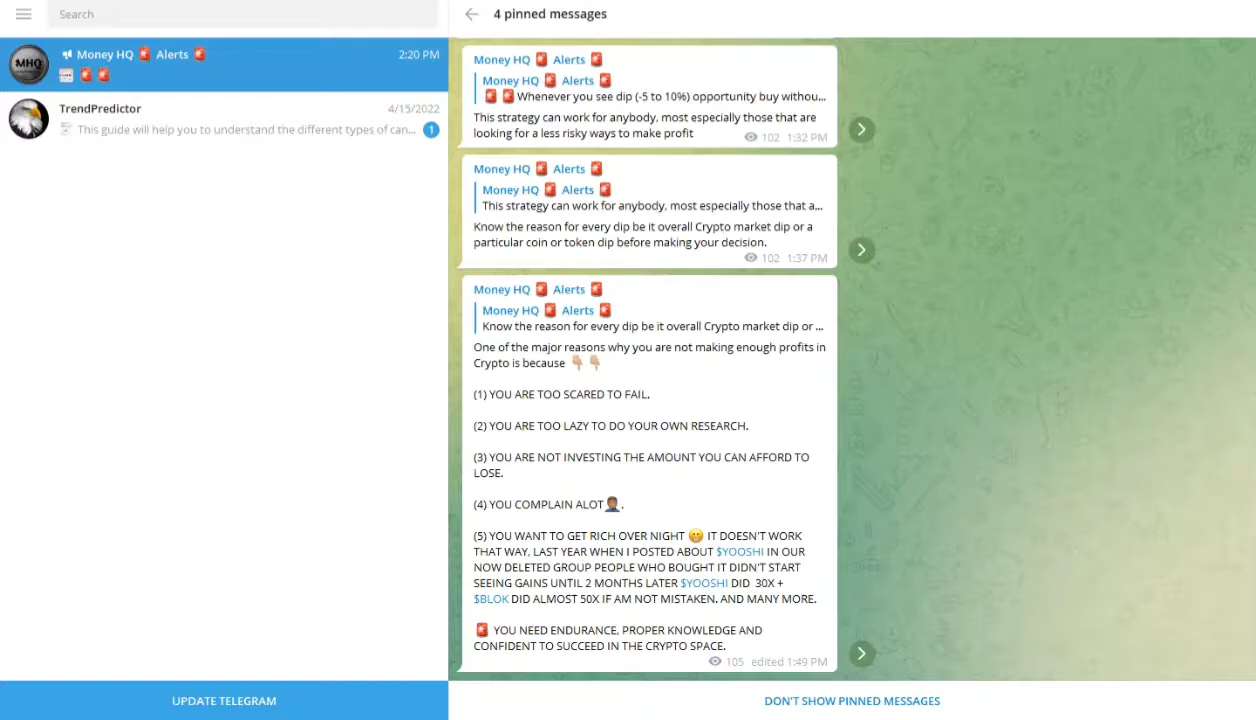 Search
MHQ
Money HQ 🚨 Alerts 🚨
2:20 PM
🚨 🚨
TrendPredictor
4/15/2022
This guide will help you to understand the different types of can...
1
UPDATE TELEGRAM
4 pinned messages
Money HQ 🚨 Alerts 🚨
Money HQ 🚨 Alerts 🚨
🚨 🚨Whenever you see dip (-5 to 10%) opportunity buy withou...
This strategy can work for anybody, most especially those that are
looking for a less risky ways to make profit
102 1:32 PM
Money HQ 🚨 Alerts 🚨
Money HQ 🚨 Alerts 🚨
This strategy can work for anybody, most especially those that a...
Know the reason for every dip be it overall Crypto market dip or a
particular coin or token dip before making your decision.
102 1:37 PM
Money HQ 🚨 Alerts 🚨
Money HQ 🚨 Alerts 🚨
Know the reason for every dip be it overall Crypto market dip or ...
One of the major reasons why you are not making enough profits in
Crypto is because 👇🏼 👇🏼
(1) YOU ARE TOO SCARED TO FAIL.
(2) YOU ARE TOO LAZY TO DO YOUR OWN RESEARCH.
(3) YOU ARE NOT INVESTING THE AMOUNT YOU CAN AFFORD TO
LOSE.
(4) YOU COMPLAIN ALOT🤦🏾‍♂️.
(5) YOU WANT TO GET RICH OVER NIGHT 🤭 IT DOESN'T WORK
THAT WAY. LAST YEAR WHEN I POSTED ABOUT $YOOSHI IN OUR
NOW DELETED GROUP PEOPLE WHO BOUGHT IT DIDN'T START
SEEING GAINS UNTIL 2 MONTHS LATER $YOOSHI DID 30X +
$BLOK DID ALMOST 50X IF AM NOT MISTAKEN. AND MANY MORE.
🚨 YOU NEED ENDURANCE, PROPER KNOWLEDGE AND
CONFIDENT TO SUCCEED IN THE CRYPTO SPACE.
105 edited 1:49 PM
DON'T SHOW PINNED MESSAGES